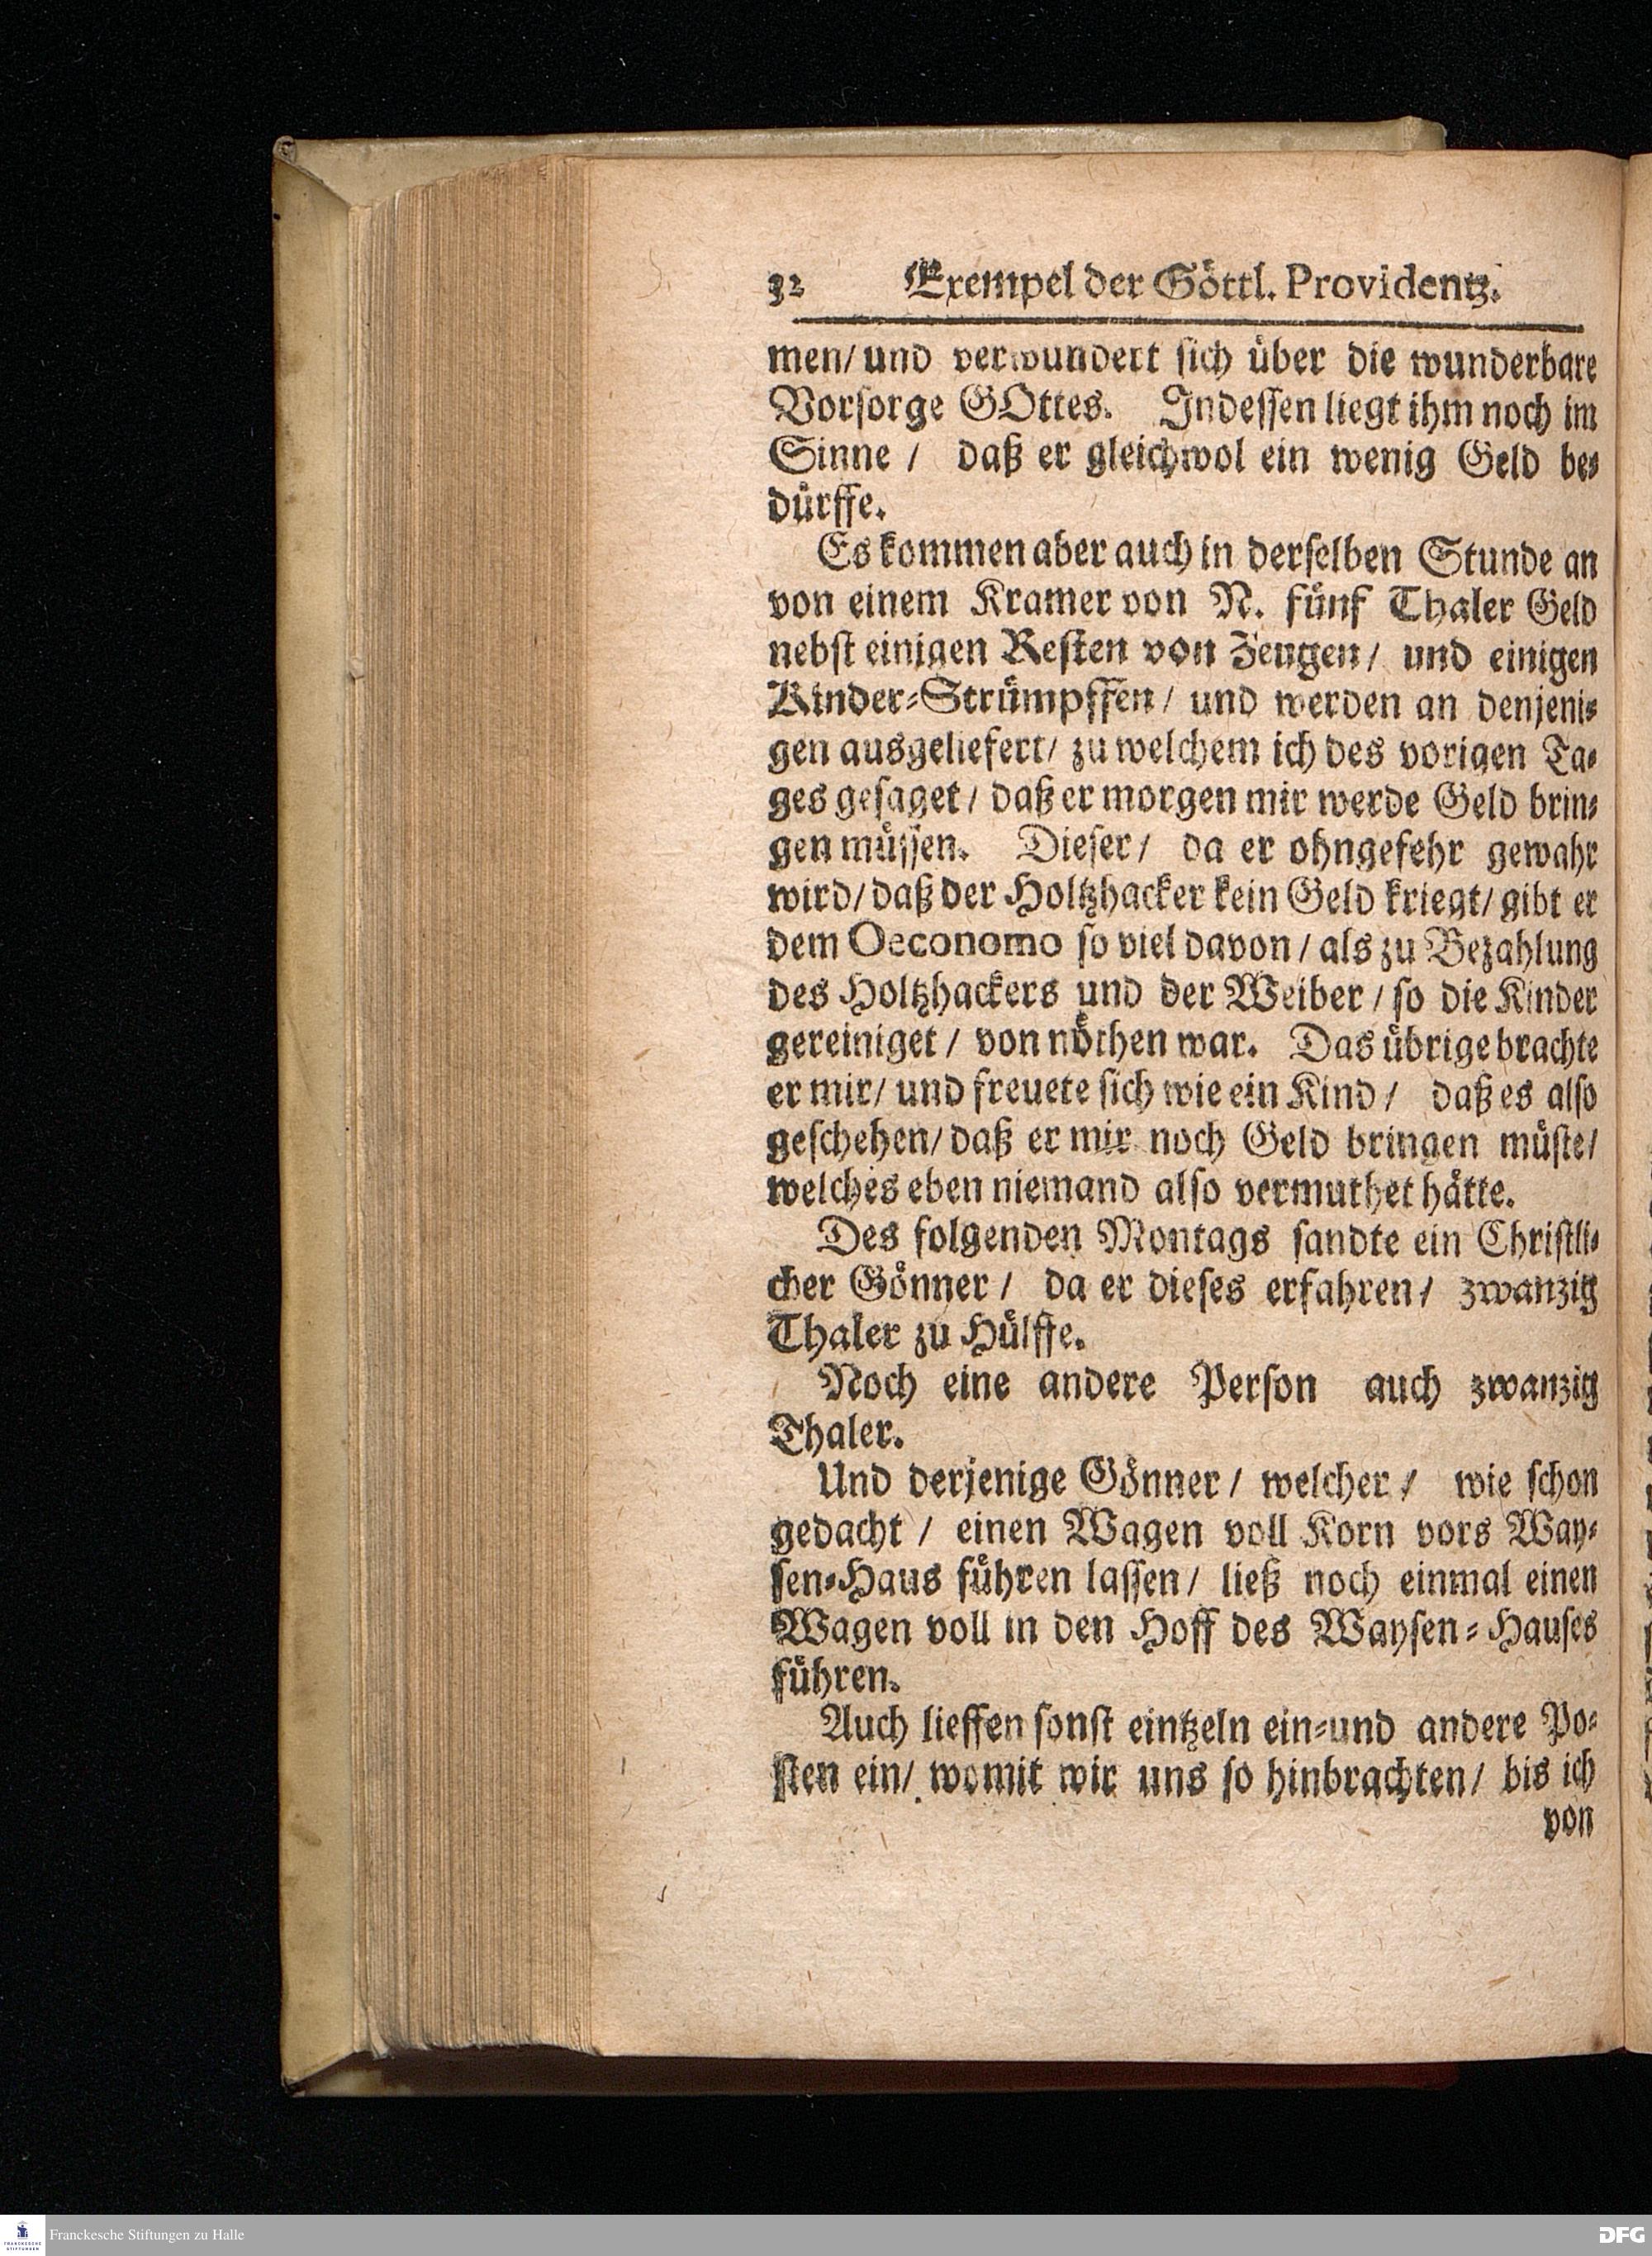 32 Exempel der Göttl. Providentz.
men/ und verwundert sich über die wunderbare
Vorsorge GOttes. Indessen liegt ihm noch im
Sinne / daß er gleichwol ein wenig Geld be-
dürffe.
Es kommen aber auch in derselben Stunde an
von einem Kramer von N. fünf Thaler Geld
nebst einigen Resten von Zeugen/ und einigen
Kinder-Strümpffen/ und werden an denjeni-
gen ausgeliefert/ zu welchem ich des vorigen Ta-
ges gesaget/ daß er morgen mir werde Geld brin-
gen müssen. Dieser/ da er ohngefehr gewahr
wird/ daß der Holtzhacker kein Geld kriegt/ gibt er
dem Oeconomo so viel davon / als zu Bezahlung
des Holtzhackers und der Weiber / so die Kinder
gereiniget / von nöthen war. Das übrige brachte
er mir/ und freuete sich wie ein Kind / daß es also
geschehen/ daß er mir noch Geld bringen müste/
welches eben niemand also vermuthet hätte.
Des folgenden Montags sandte ein Christli-
cher Gönner / da er dieses erfahren / zwanzig
Thaler zu Hülffe.
Noch eine andere Person auch zwanzig
Thaler.
Und derjenige Gönner / welcher / wie schon
gedacht / einen Wagen voll Korn vors Way-
sen-Haus führen lassen/ ließ noch einmal einen
Wagen voll in den Hoff des Waysen-Hauses
führen.
Auch lieffen sonst eintzeln ein-und andere Po-
sten ein/ womit wir uns so hinbrachten/ bis ich
von
Franckesche Stiftungen zu Halle
DFG
FRANCKESCHE
STIFTUNGEN